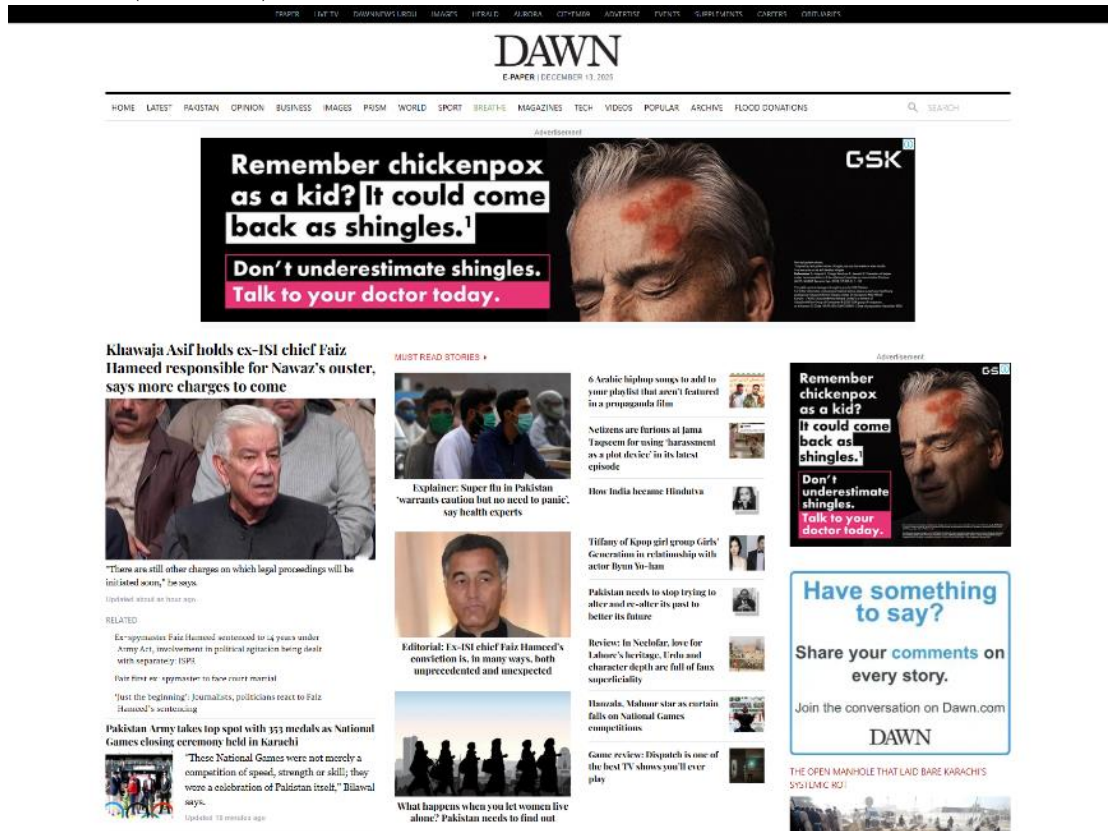 EPAPER LIVE TV DAWNNEWS URDU IMAGES HERALD AURORA CITYFM89 ADVERTISE EVENTS SUPPLEMENTS CAREERS OBITUARIES
DAWN
E-PAPER | DECEMBER 13, 2025
HOME LATEST PAKISTAN OPINION BUSINESS IMAGES PRISM WORLD SPORT BREATHE MAGAZINES TECH VIDEOS POPULAR ARCHIVE FLOOD DONATIONS SEARCH
Advertisement
Remember chickenpox
as a kid? It could come
back as shingles.1
Don't underestimate shingles.
Talk to your doctor today.
GSK
Khawaja Asif holds ex-ISI chief Faiz
Hameed responsible for Nawaz's ouster,
says more charges to come
"There are still other charges on which legal proceedings will be
initiated soon," he says.
Updated about an hour ago
RELATED
Ex-spymaster Faiz Hameed sentenced to 14 years under
Army Act, involvement in political agitation being dealt
with separately: ISPR
Faiz first ex-spymaster to face court martial
'Just the beginning': Journalists, politicians react to Faiz
Hameed's sentencing
Pakistan Army takes top spot with 353 medals as National
Games closing ceremony held in Karachi
"These National Games were not merely a
competition of speed, strength or skill; they
were a celebration of Pakistan itself," Bilawal
says.
Updated 18 minutes ago
MUST READ STORIES
Explainer: Super flu in Pakistan
'warrants caution but no need to panic',
say health experts
Editorial: Ex-ISI chief Faiz Hameed's
conviction is, in many ways, both
unprecedented and unexpected
What happens when you let women live
alone? Pakistan needs to find out
6 Arabic hiphop songs to add to
your playlist that aren't featured
in a propaganda film
Netizens are furious at Jama
Taqseem for using 'harassment
as a plot device' in its latest
episode
How India became Hindutva
Tiffany of Kpop girl group Girls'
Generation in relationship with
actor Byun Yo-han
Pakistan needs to stop trying to
alter and re-alter its past to
better its future
Review: In Neelofar, love for
Lahore's heritage, Urdu and
character depth are full of faux
superficiality
Hamzala, Mahnoor star as curtain
falls on National Games
competitions
Game review: Dispatch is one of
the best TV shows you'll ever
play
Advertisement
Remember
chickenpox
as a kid?
It could come
back as
shingles.1
Don't
underestimate
shingles.
Talk to your
doctor today.
GS
Have something
to say?
Share your comments on
every story.
Join the conversation on Dawn.com
DAWN
THE OPEN MANHOLE THAT LAID BARE KARACHI'S
SYSTEMIC ROT